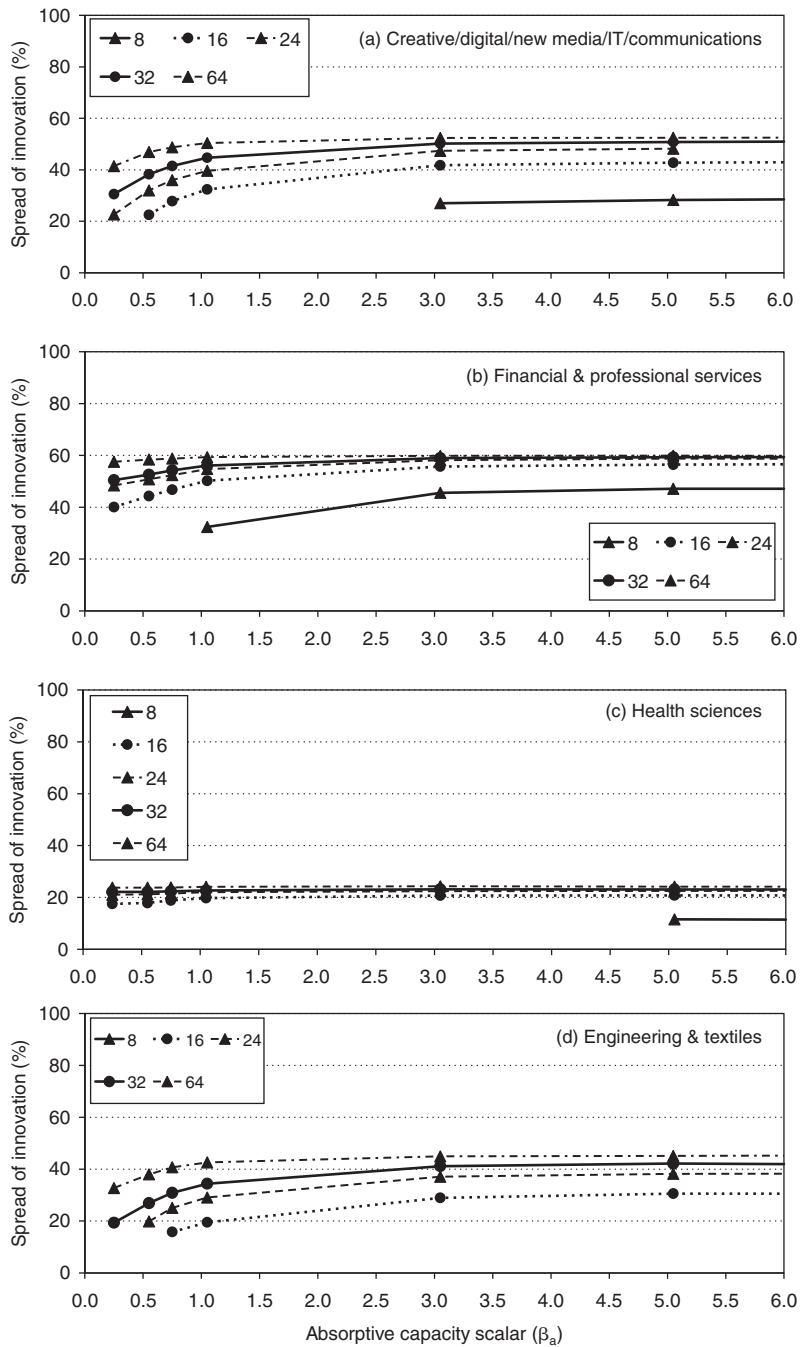 100
80
60
40
20
0
Spread of innovation (%)
8 16 24
32 64
(a) Creative/digital/new media/IT/communications
0.0 0.5 1.0 1.5 2.0 2.5 3.0 3.5 4.0 4.5 5.0 5.5 6.0
100
80
60
40
20
0
Spread of innovation (%)
(b) Financial & professional services
8 16 24
32 64
0.0 0.5 1.0 1.5 2.0 2.5 3.0 3.5 4.0 4.5 5.0 5.5 6.0
100
80
60
40
20
0
Spread of innovation (%)
8
16
24
32
64
(c) Health sciences
0.0 0.5 1.0 1.5 2.0 2.5 3.0 3.5 4.0 4.5 5.0 5.5 6.0
100
80
60
40
20
0
Spread of innovation (%)
8 16 24
32 64
(d) Engineering & textiles
0.0 0.5 1.0 1.5 2.0 2.5 3.0 3.5 4.0 4.5 5.0 5.5 6.0
Absorptive capacity scalar (βa)